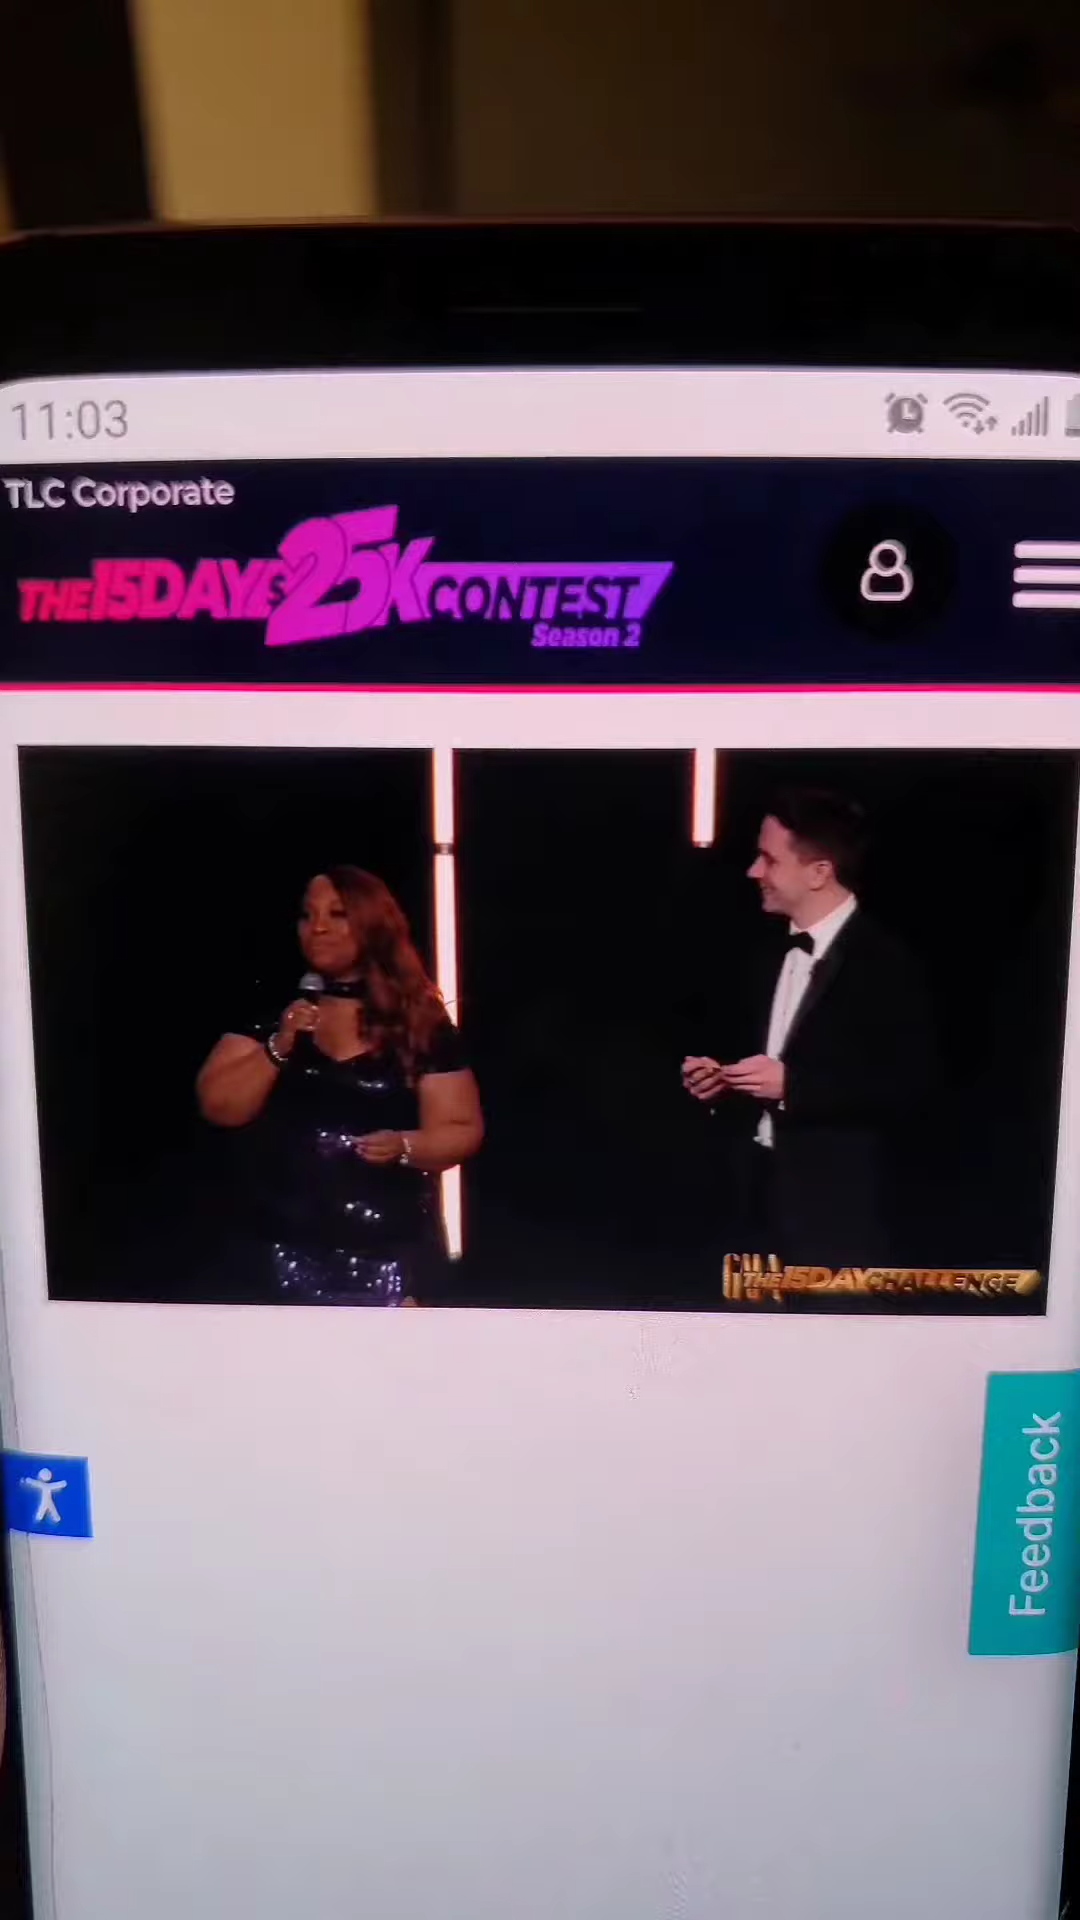 11:03
TLC Corporate
THE 15 DAYS 25K CONTEST
Season 2
THE 15 DAY CHALLENGE
Feedback